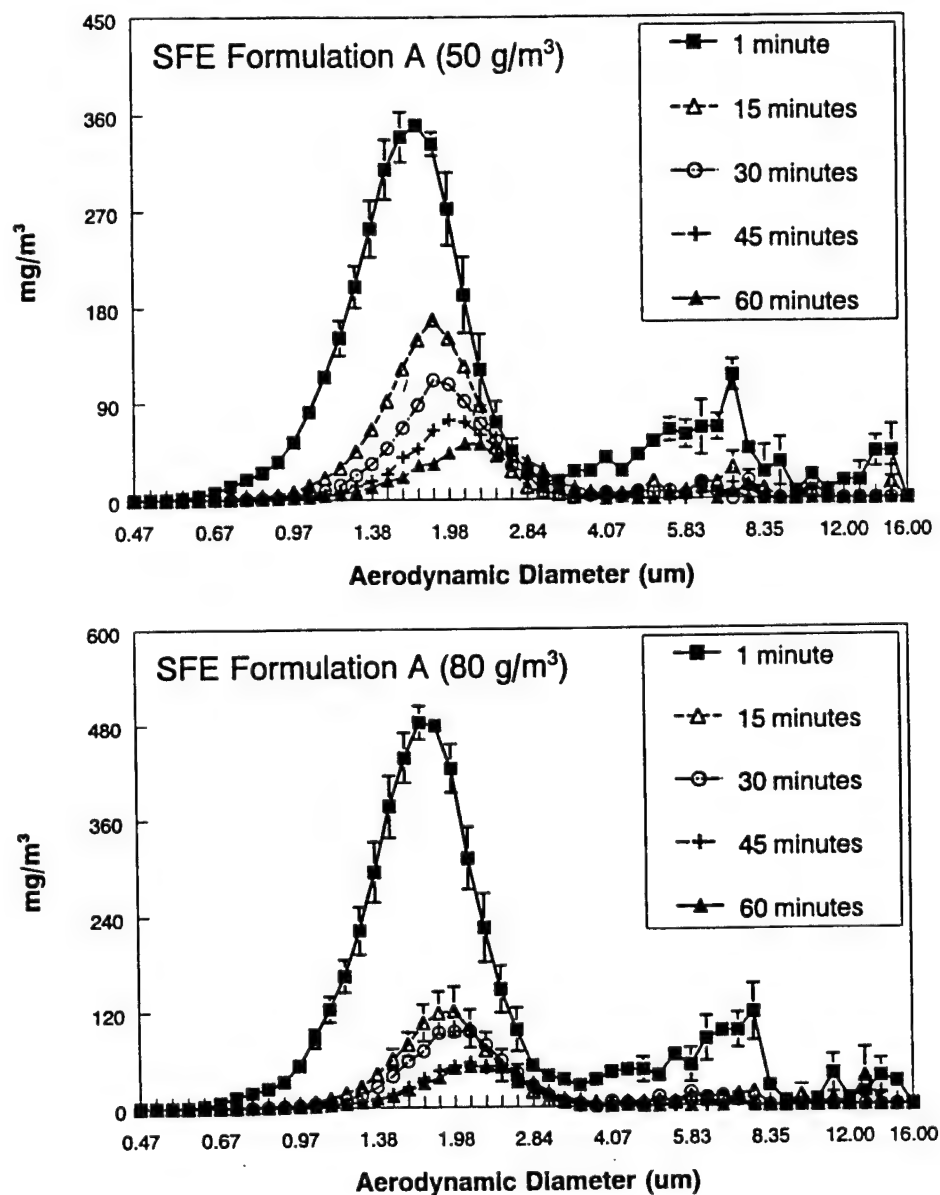 SFE Formulation A (50 g/m³)
1 minute
15 minutes
30 minutes
45 minutes
60 minutes
450
360
270
180
90
0
mg/m³
0.47 0.67 0.97 1.38 1.98 2.84 4.07 5.83 8.35 12.00 16.00
Aerodynamic Diameter (um)
SFE Formulation A (80 g/m³)
1 minute
15 minutes
30 minutes
45 minutes
60 minutes
600
480
360
240
120
0
mg/m³
0.47 0.67 0.97 1.38 1.98 2.84 4.07 5.83 8.35 12.00 16.00
Aerodynamic Diameter (um)